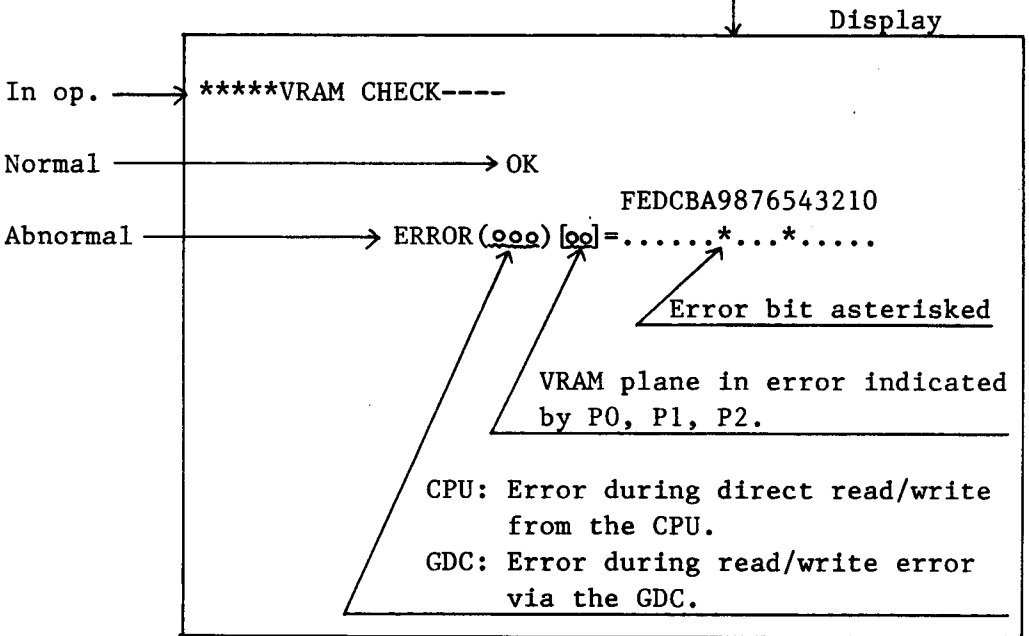 Display
In op. *****VRAM CHECK----
Normal OK
FEDCBA9876543210
Abnormal ERROR(ooo)[oo]=......*...*.....
Error bit asterisked
VRAM plane in error indicated
by P0, P1, P2.
CPU: Error during direct read/write
from the CPU.
GDC: Error during read/write error
via the GDC.